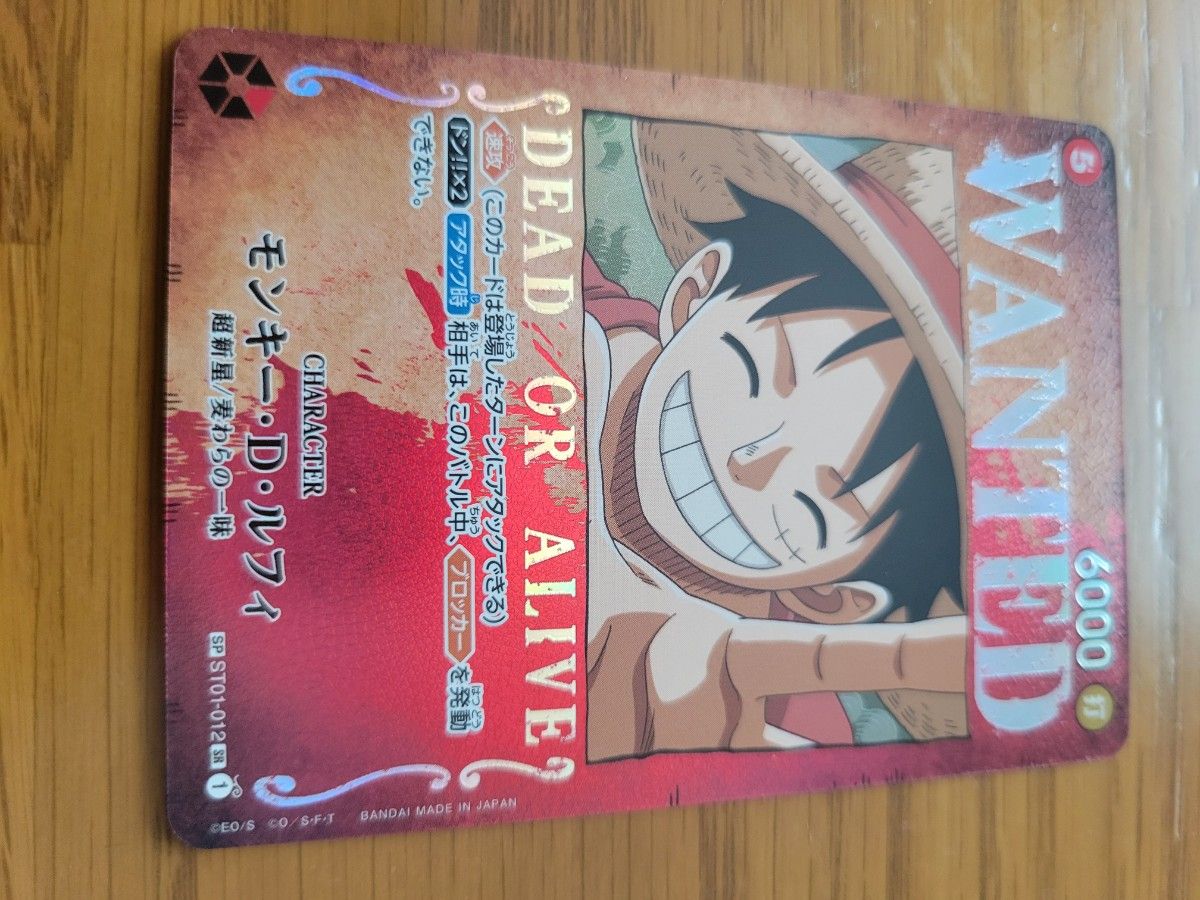 5
6000
打
WANTED
DEAD OR ALIVE
速攻 (このカードは登場したターンにアタックできる)
ドン!!×2 アタック時 相手は、このバトル中、ブロッカーを発動
できない。
CHARACTER
モンキー・D・ルフィ
超新星/麦わらの一味
SP ST01-012 SR 1
©EO/S ©O/S・F・T BANDAI MADE IN JAPAN